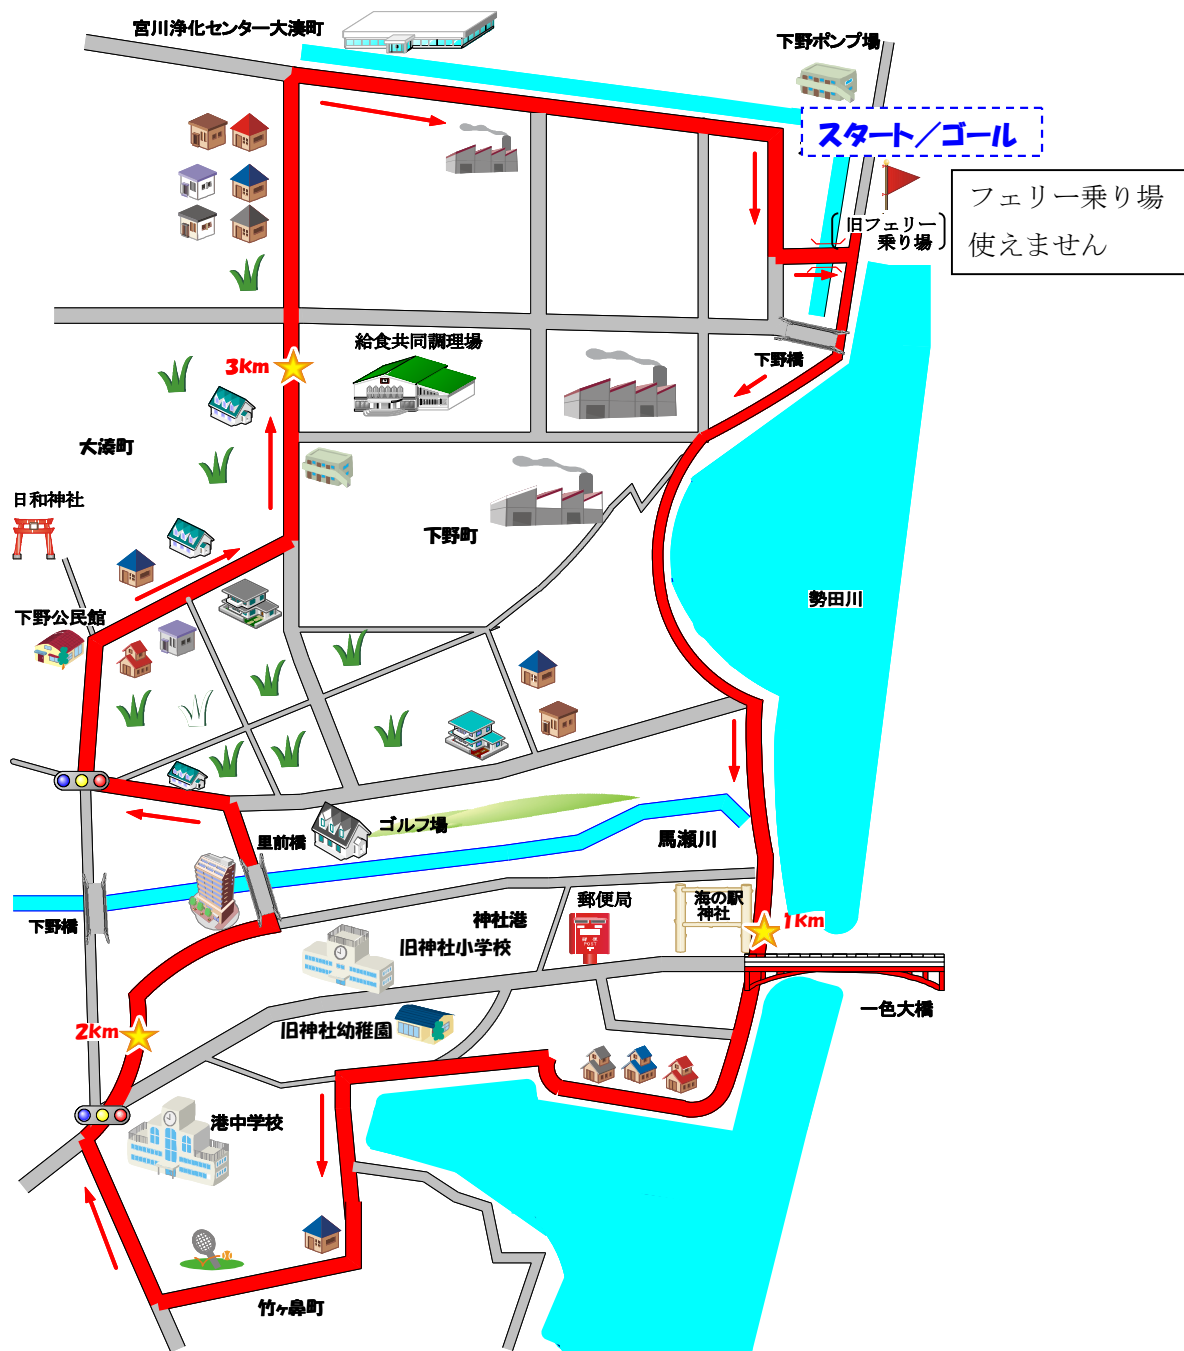 宮川浄化センター大湊町
下野ポンプ場
スタート/ゴール
フェリー乗り場
使えません
旧フェリー
乗り場
給食共同調理場
下野橋
3km
大湊町
日和神社
下野町
勢田川
下野公民館
ゴルフ場
里前橋
馬瀬川
郵便局
海の駅
神社
1km
神社港
下野橋
旧神社小学校
POST
一色大橋
2km
旧神社幼稚園
港中学校
竹ヶ鼻町